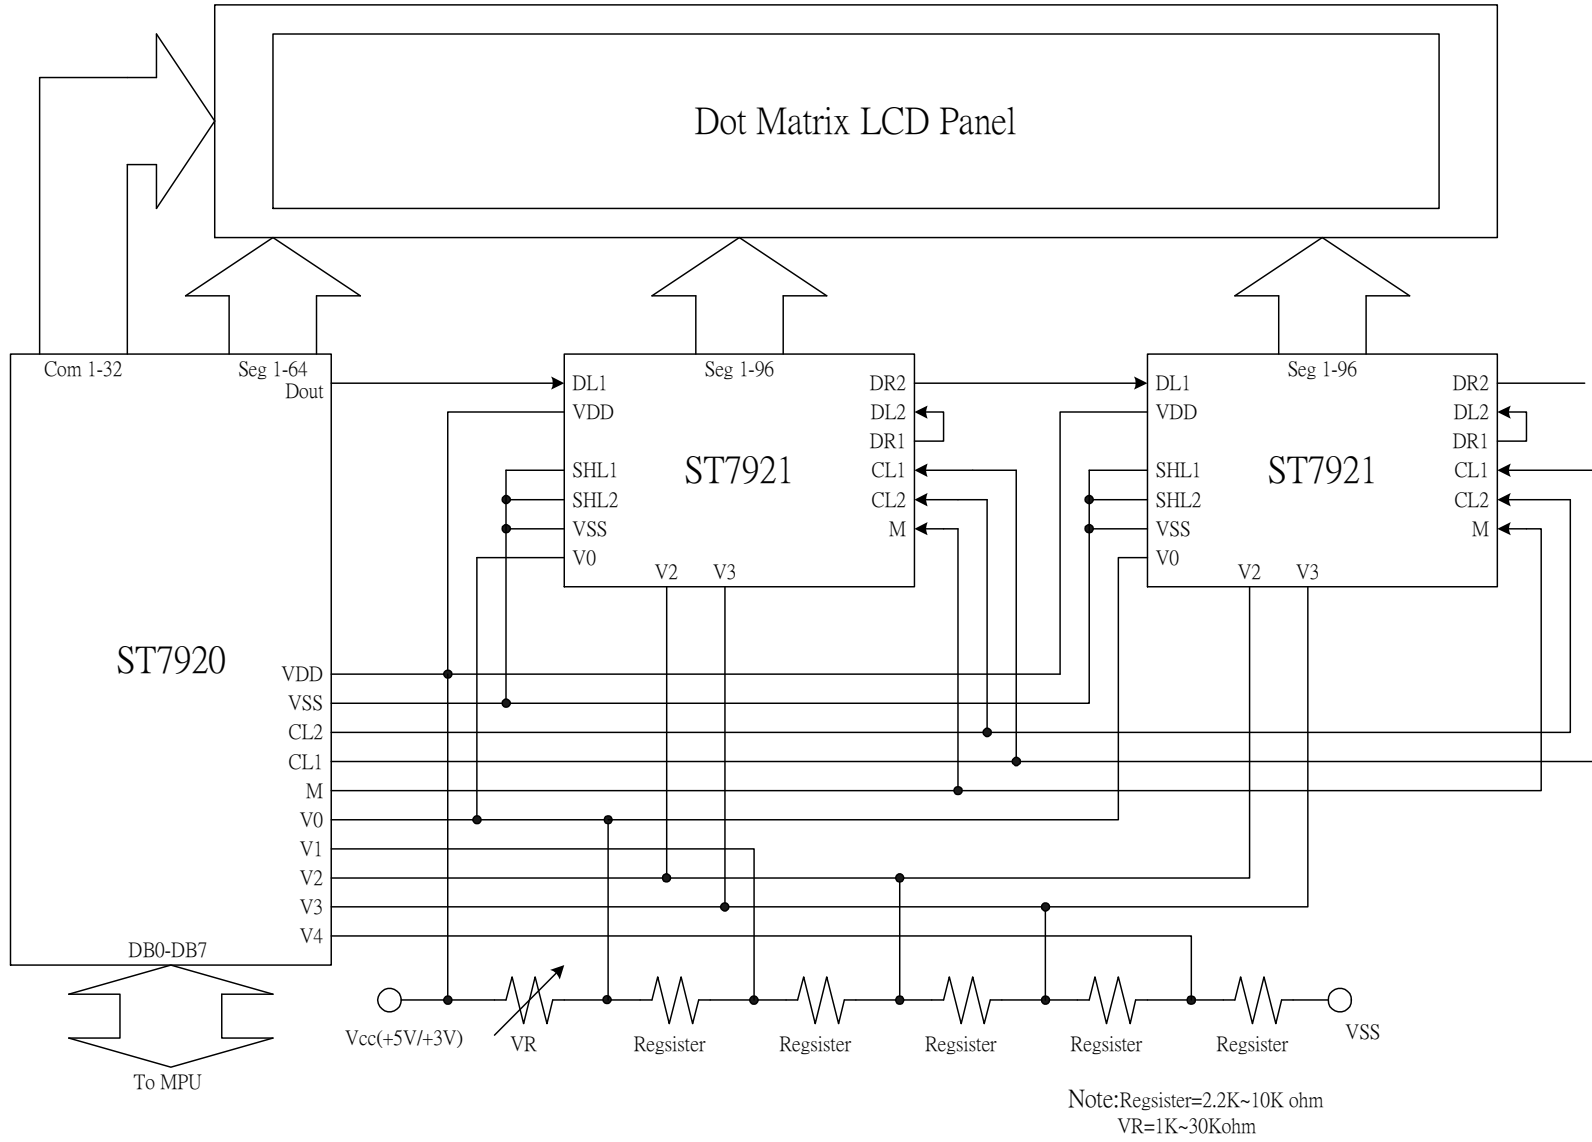 Dot Matrix LCD Panel
Com 1-32
Seg 1-64
Dout
ST7920
VDD
VSS
CL2
CL1
M
V0
V1
V2
V3
V4
DB0-DB7
To MPU
Seg 1-96
DL1
VDD
SHL1
SHL2
VSS
V0
V2
V3
ST7921
DR2
DL2
DR1
CL1
CL2
M
Seg 1-96
DL1
VDD
SHL1
SHL2
VSS
V0
V2
V3
ST7921
DR2
DL2
DR1
CL1
CL2
M
Vcc(+5V/+3V)
VR
Regsister
Regsister
Regsister
Regsister
Regsister
VSS
Note:Regsister=2.2K~10K ohm
VR=1K~30Kohm